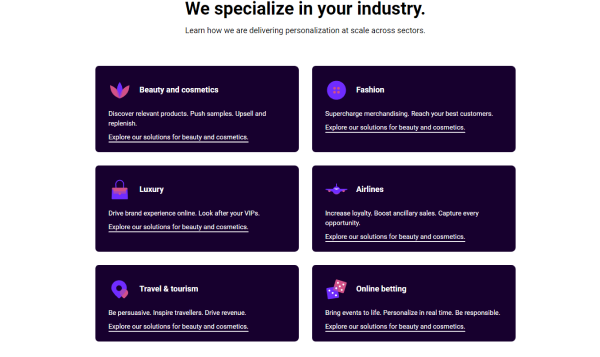 We specialize in your industry.
Learn how we are delivering personalization at scale across sectors.
Beauty and cosmetics
Discover relevant products. Push samples. Upsell and
replenish.
Explore our solutions for beauty and cosmetics.
Fashion
Supercharge merchandising. Reach your best customers.
Explore our solutions for beauty and cosmetics.
Luxury
Drive brand experience online. Look after your VIPs.
Explore our solutions for beauty and cosmetics.
Airlines
Increase loyalty. Boost ancillary sales. Capture every
opportunity.
Explore our solutions for beauty and cosmetics.
Travel & tourism
Be persuasive. Inspire travellers. Drive revenue.
Explore our solutions for beauty and cosmetics.
Online betting
Bring events to life. Personalize in real time. Be responsible.
Explore our solutions for beauty and cosmetics.